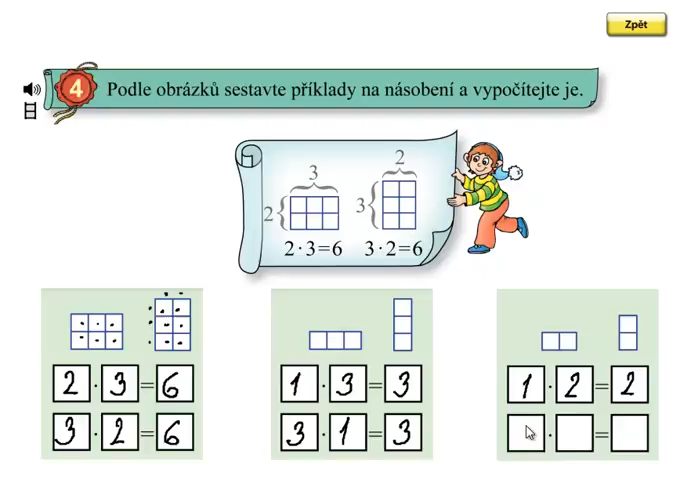 Zpět
4 Podle obrázků sestavte příklady na násobení a vypočítejte je.
3 2
2 3
2 · 3 = 6 3 · 2 = 6
2 · 3 = 6 1 · 3 = 3 1 · 2 = 2
3 · 2 = 6 3 · 1 = 3 · =